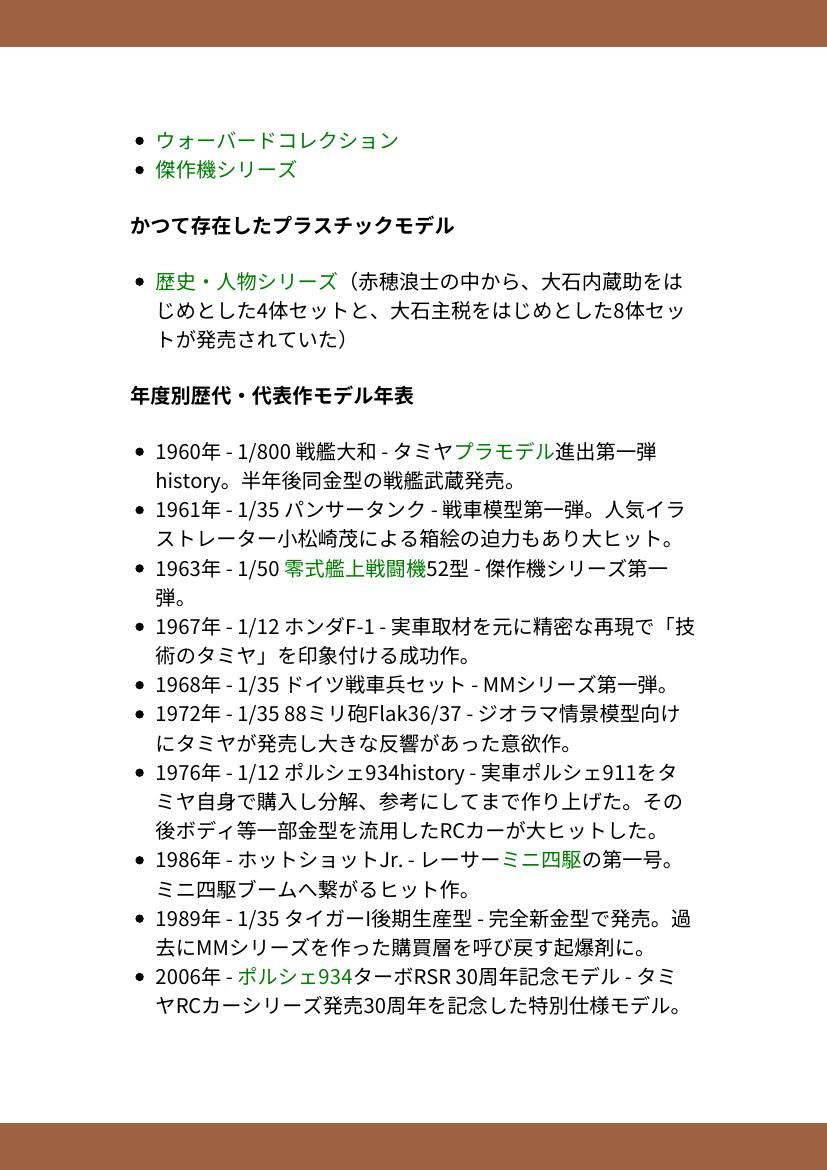 ウォーバードコレクション
傑作機シリーズ
かつて存在したプラスチックモデル
歴史・人物シリーズ（赤穂浪士の中から、大石内蔵助をは
じめとした4体セットと、大石主税をはじめとした8体セッ
トが発売されていた）
年度別歴代・代表作モデル年表
1960年 - 1/800 戦艦大和 - タミヤプラモデル進出第一弾
history。半年後同金型の戦艦武蔵発売。
1961年 - 1/35 パンサータンク - 戦車模型第一弾。人気イラ
ストレーター小松崎茂による箱絵の迫力もあり大ヒット。
1963年 - 1/50 零式艦上戦闘機52型 - 傑作機シリーズ第一
弾。
1967年 - 1/12 ホンダF-1 - 実車取材を元に精密な再現で「技
術のタミヤ」を印象付ける成功作。
1968年 - 1/35 ドイツ戦車兵セット - MMシリーズ第一弾。
1972年 - 1/35 88ミリ砲Flak36/37 - ジオラマ情景模型向け
にタミヤが発売し大きな反響があった意欲作。
1976年 - 1/12 ポルシェ934history - 実車ポルシェ911をタ
ミヤ自身で購入し分解、参考にしてまで作り上げた。その
後ボディ等一部金型を流用したRCカーが大ヒットした。
1986年 - ホットショットJr. - レーサーミニ四駆の第一号。
ミニ四駆ブームへ繋がるヒット作。
1989年 - 1/35 タイガーI後期生産型 - 完全新金型で発売。過
去にMMシリーズを作った購買層を呼び戻す起爆剤に。
2006年 - ポルシェ934ターボRSR 30周年記念モデル - タミ
ヤRCカーシリーズ発売30周年を記念した特別仕様モデル。